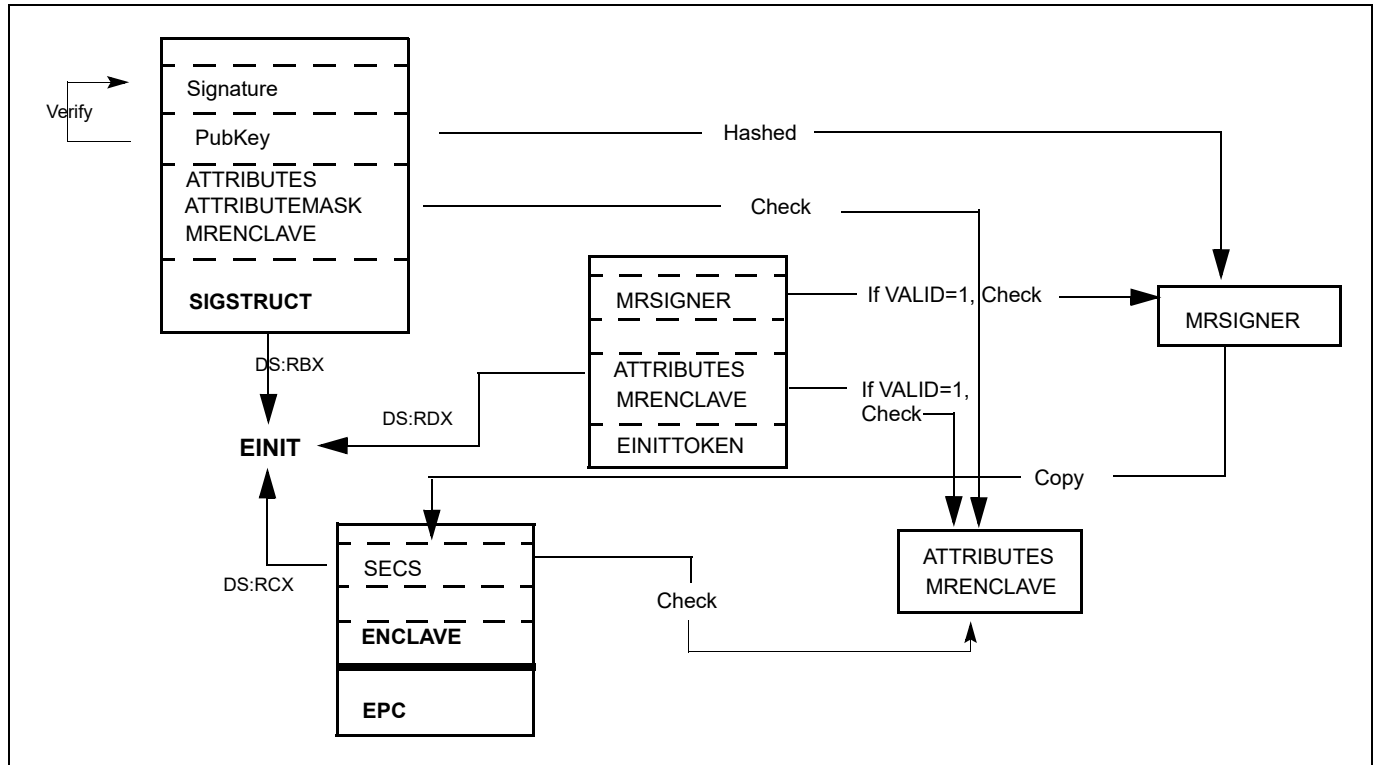 Signature
Verify
PubKey
Hashed
ATTRIBUTES
ATTRIBUTEMASK
MRENCLAVE
Check
SIGSTRUCT
MRSIGNER
If VALID=1, Check
MRSIGNER
DS:RBX
ATTRIBUTES
MRENCLAVE
If VALID=1,
Check
DS:RDX
EINIT
EINITTOKEN
Copy
SECS
DS:RCX
Check
ATTRIBUTES
MRENCLAVE
ENCLAVE
EPC